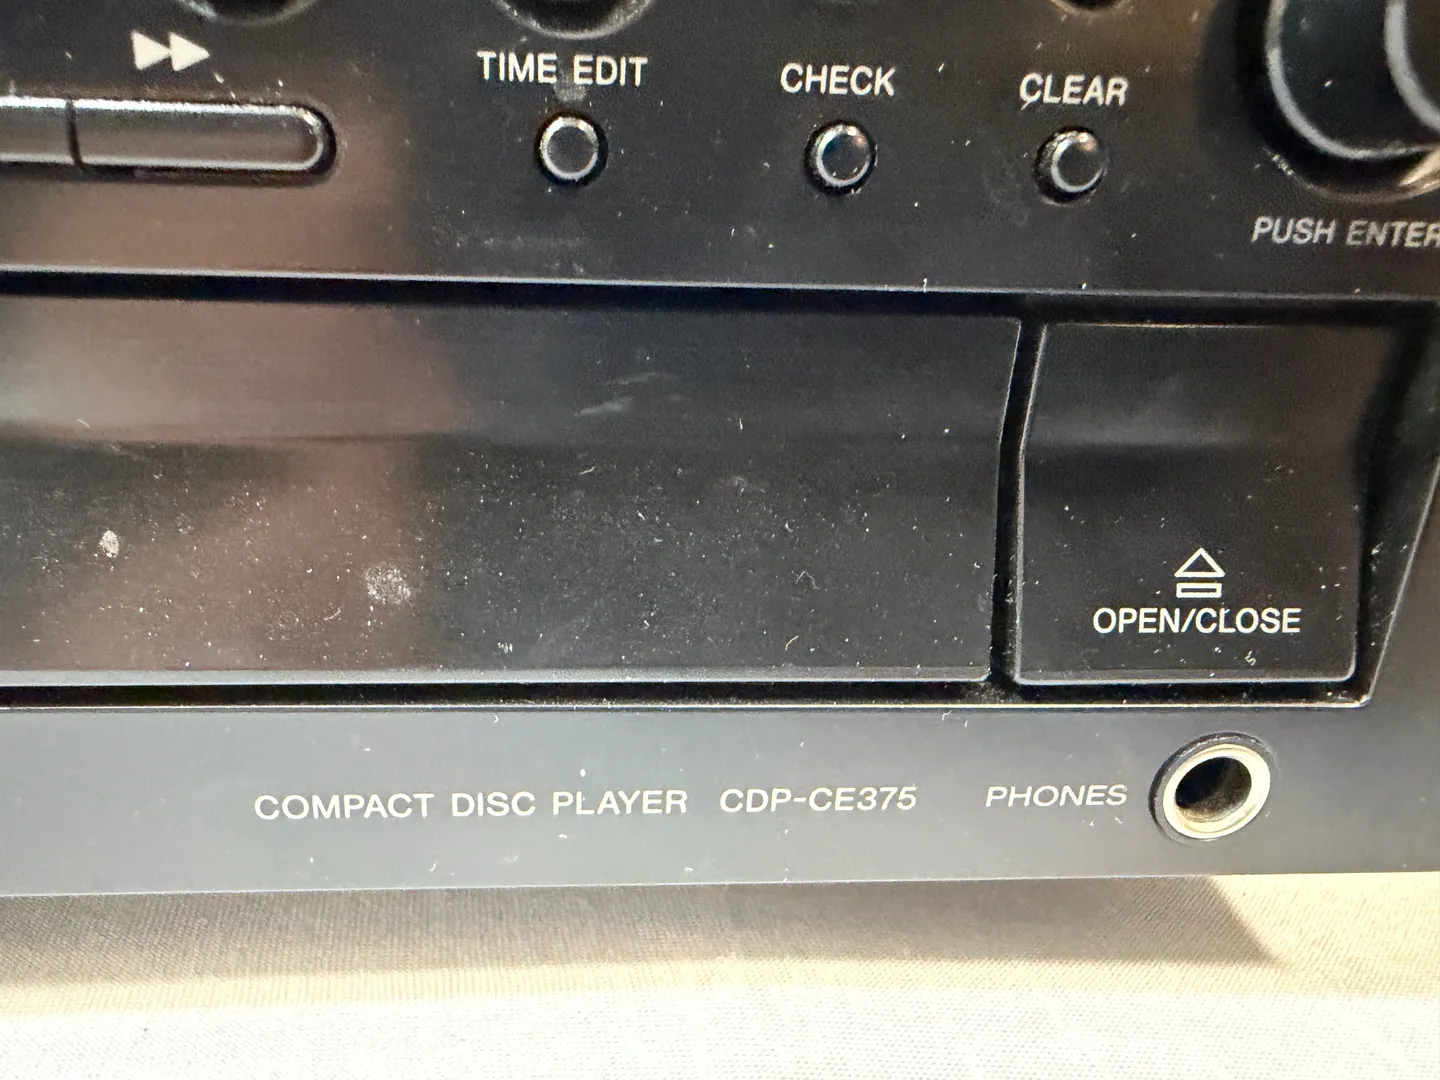 TIME EDIT
CHECK
CLEAR
PUSH ENTER
OPEN/CLOSE
COMPACT DISC PLAYER CDP-CE375
PHONES